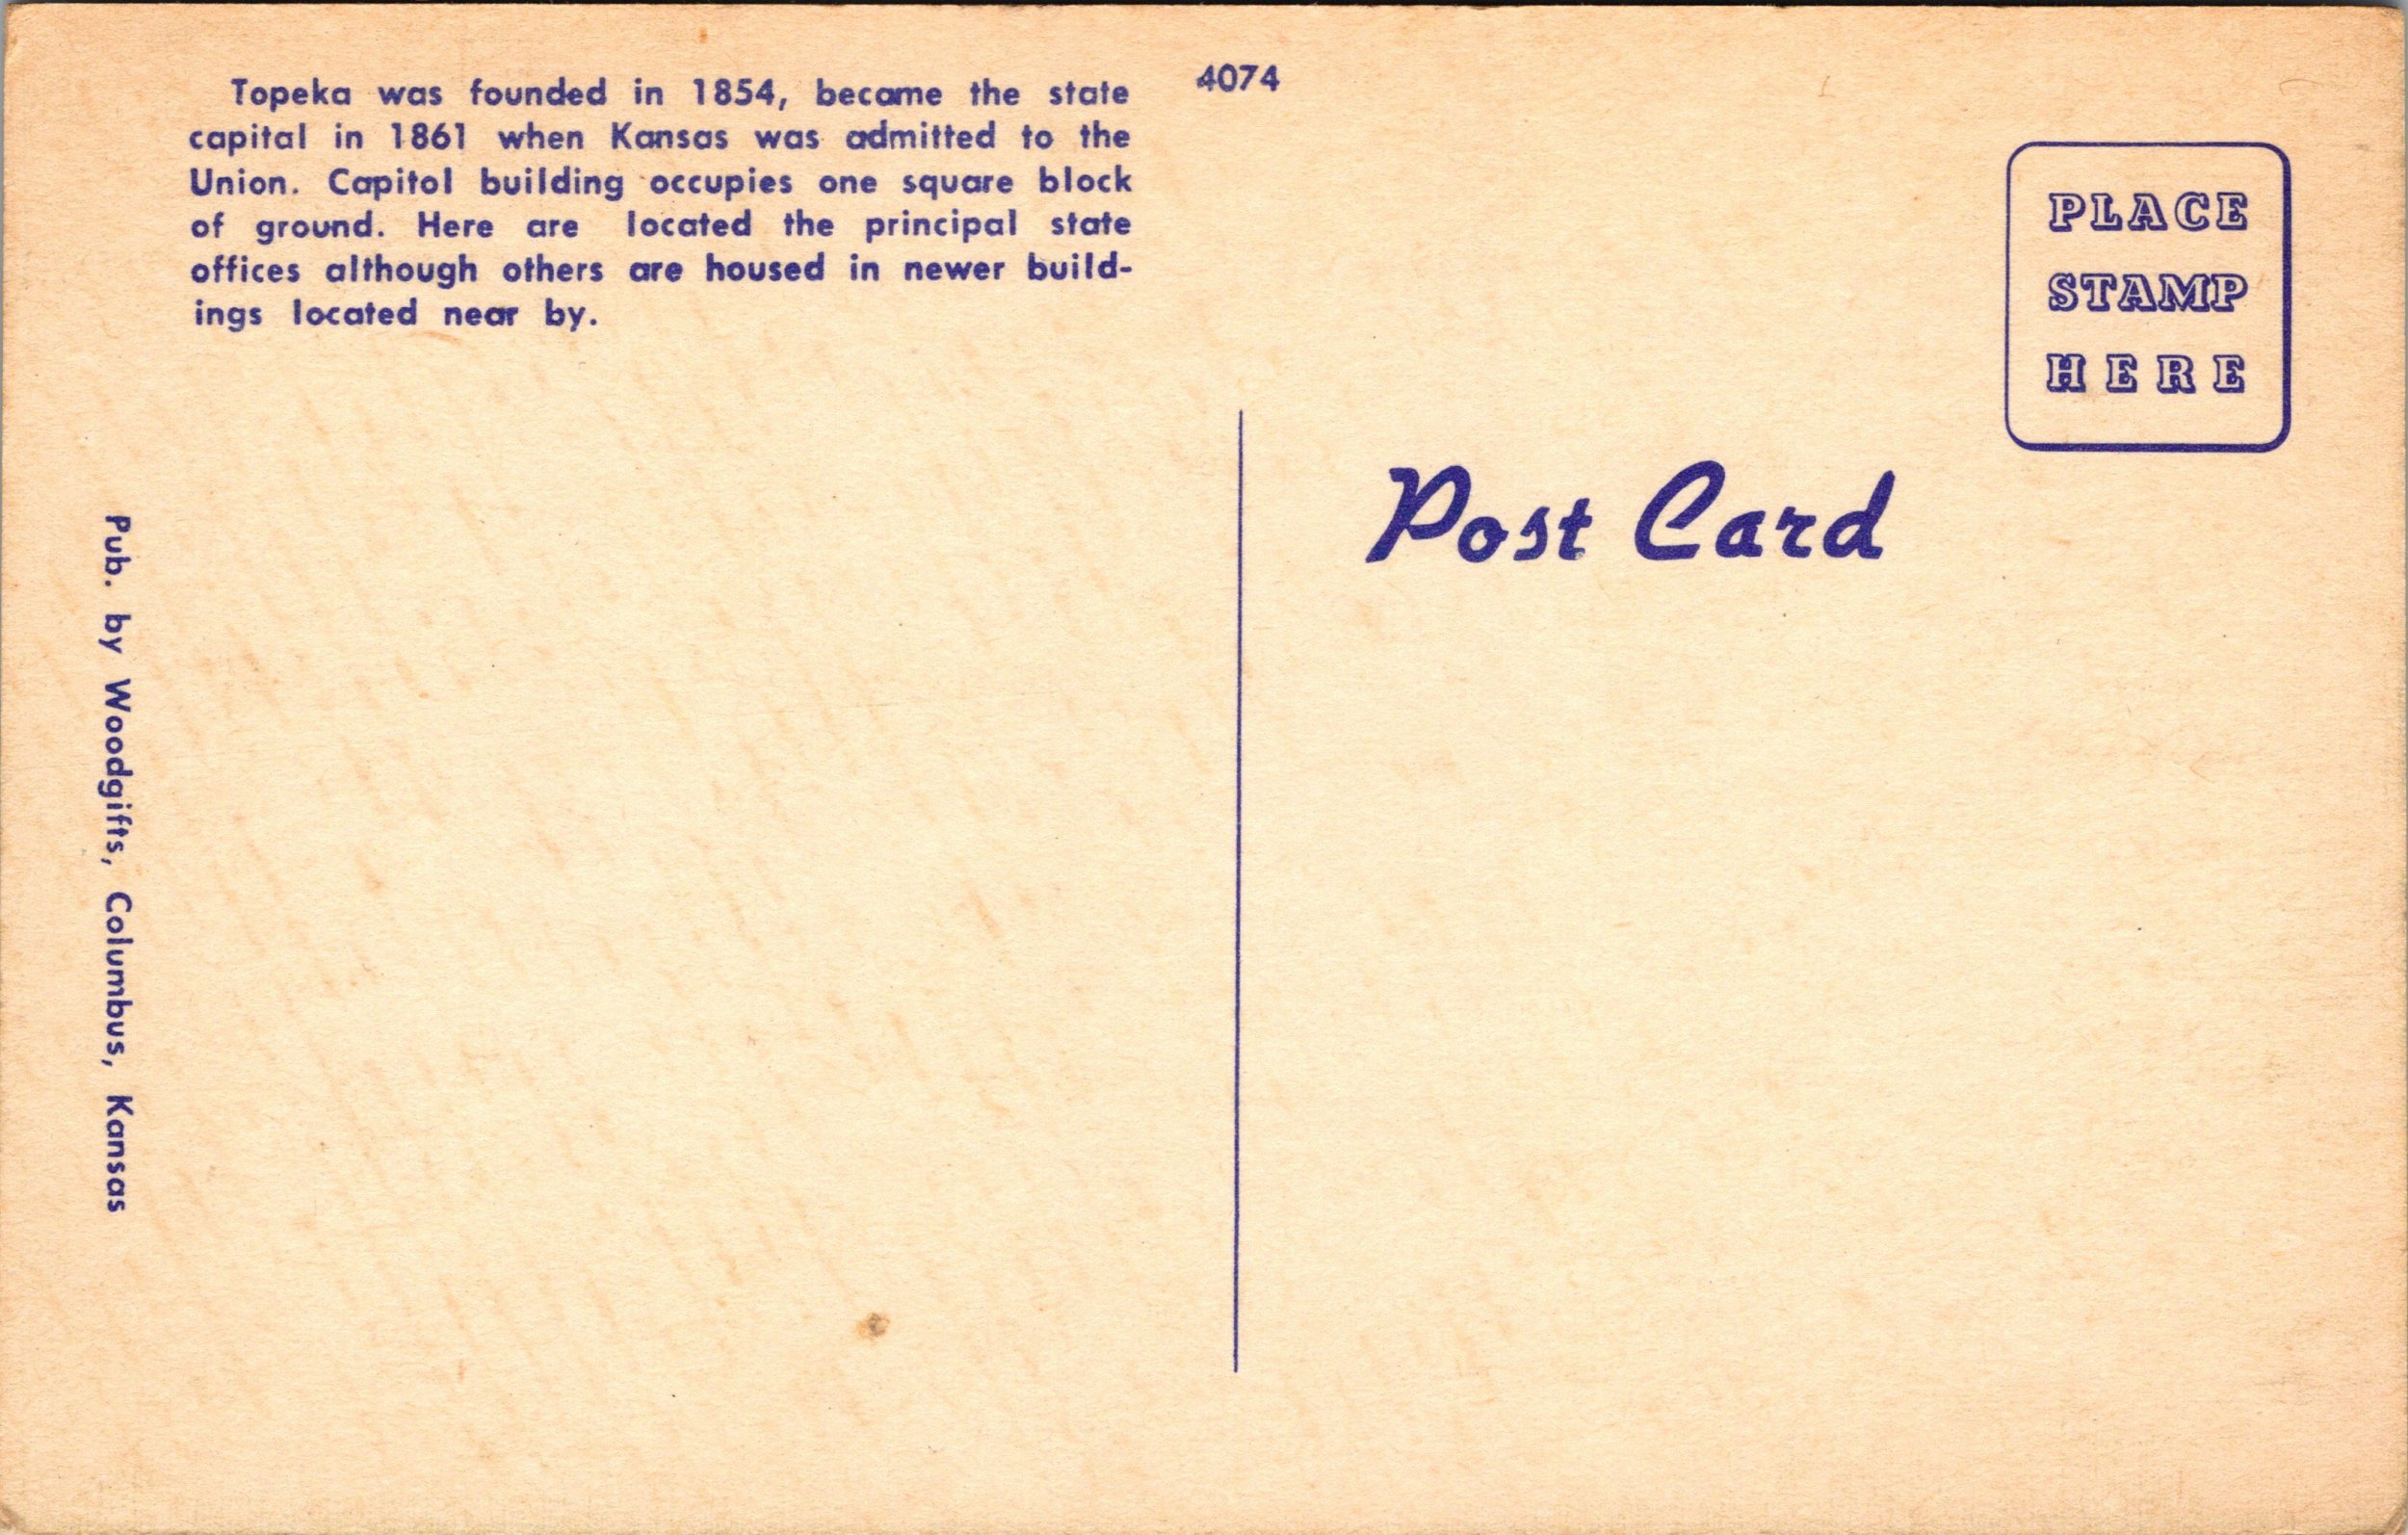 Topeka was founded in 1854, became the state
capital in 1861 when Kansas was admitted to the
Union. Capitol building occupies one square block
of ground. Here are located the principal state
offices although others are housed in newer build-
ings located near by.
4074
PLACE
STAMP
HERE
Post Card
Pub. by Woodgifts, Columbus, Kansas